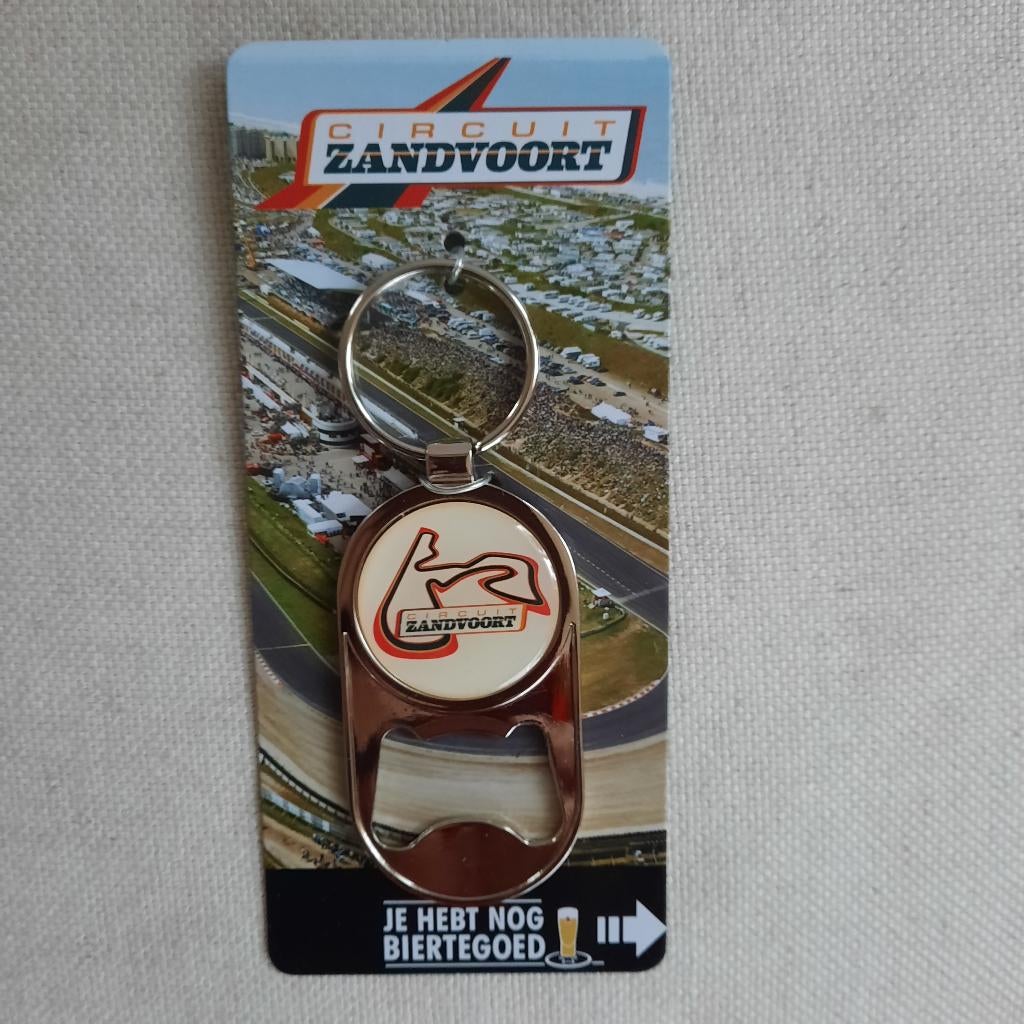 CIRCUIT
ZANDVOORT
CIRCUIT
ZANDVOORT
JE HEBT NOG
BIERTEGOED